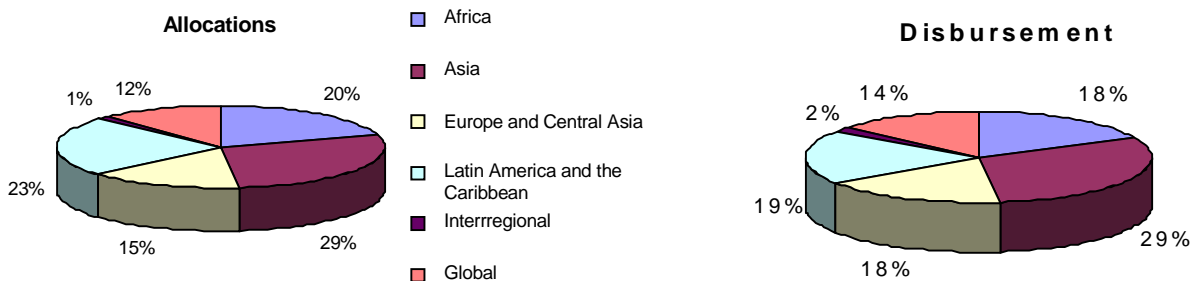 Allocations
1%
12%
20%
23%
15%
29%
Africa
Asia
Europe and Central Asia
Latin America and the
Caribbean
Interrregional
Global
Disbursement
2%
14%
18%
19%
18%
29%